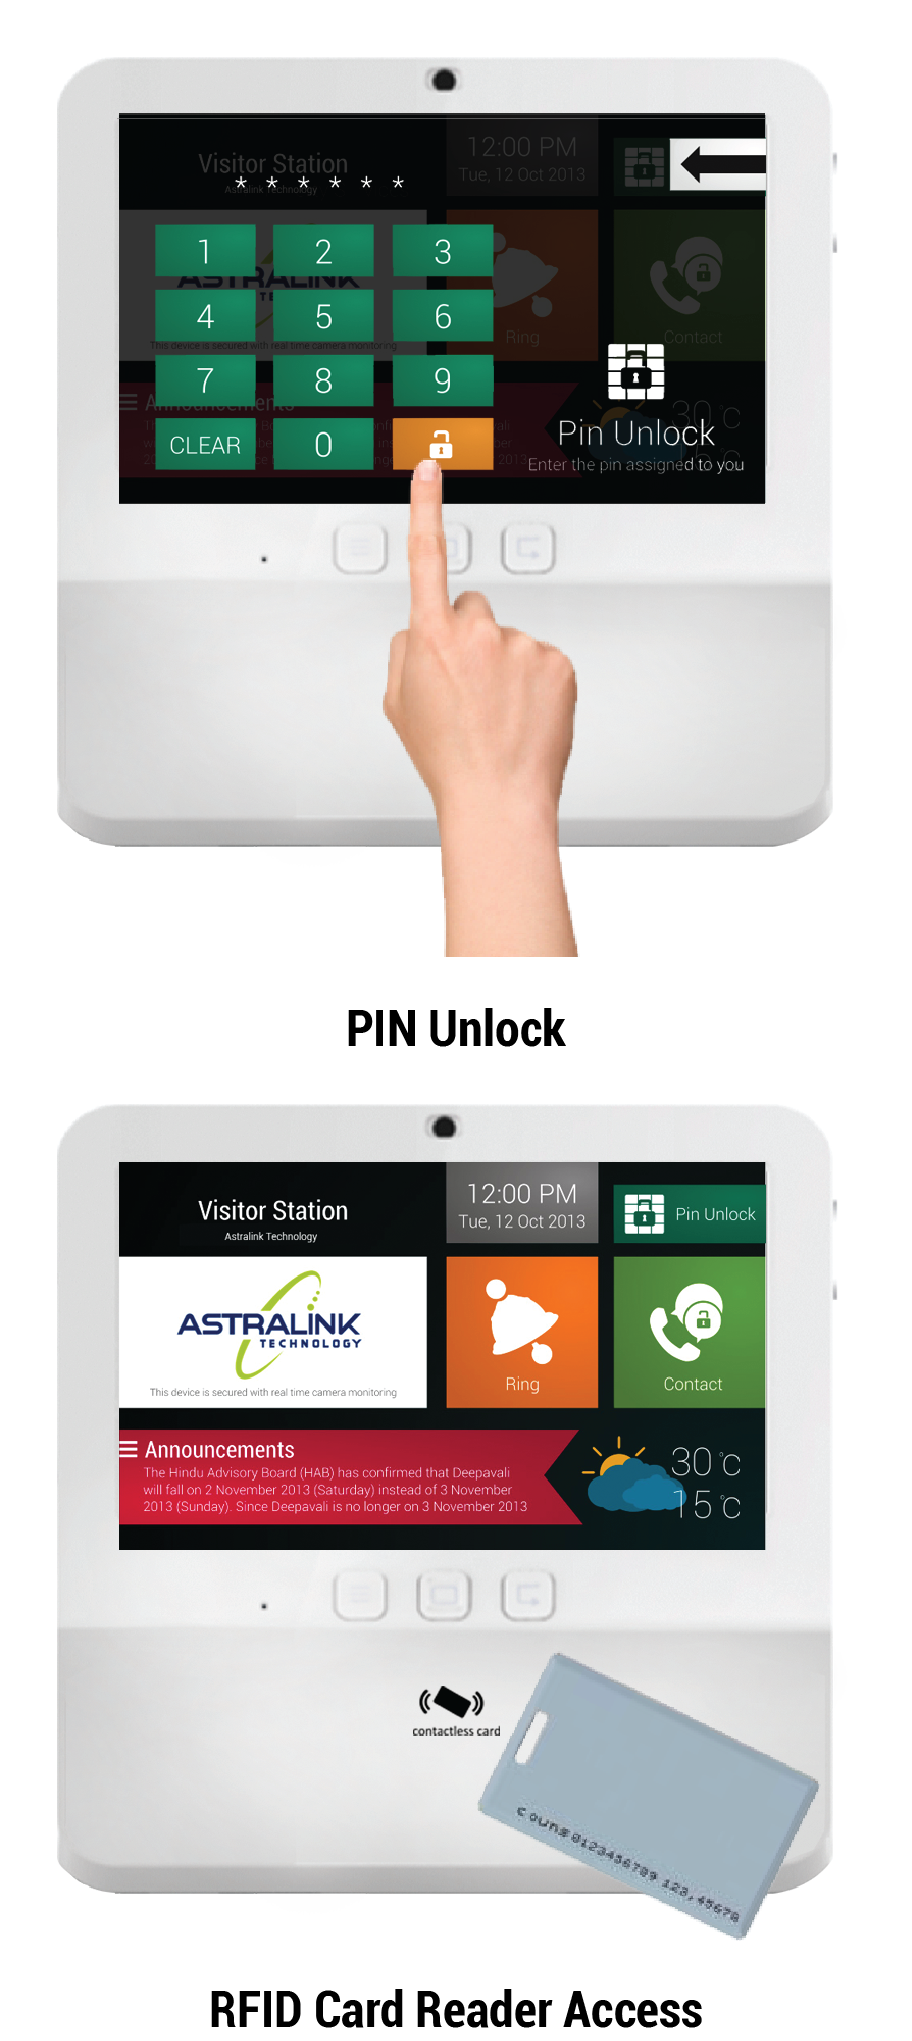 Visitor Station
12:00 PM
Tue, 12 Oct 2013
Astralink Technology
* * * * * *
1 2 3
ASTRALINK
4 5 6
Ring
Contact
This device is secured with real time camera monitoring
7 8 9
Announcements
30°C
Pin Unlock
CLEAR 0
Enter the pin assigned to you
PIN Unlock
12:00 PM
Tue, 12 Oct 2013
Visitor Station
Astralink Technology
Pin Unlock
ASTRALINK
TECHNOLOGY
This device is secured with real time camera monitoring
Ring
Contact
Announcements
The Hindu Advisory Board (HAB) has confirmed that Deepavali
will fall on 2 November 2013 (Saturday) instead of 3 November
2013 (Sunday). Since Deepavali is no longer on 3 November 2013
30°C
15°C
contactless card
0123456789 123,45678
RFID Card Reader Access